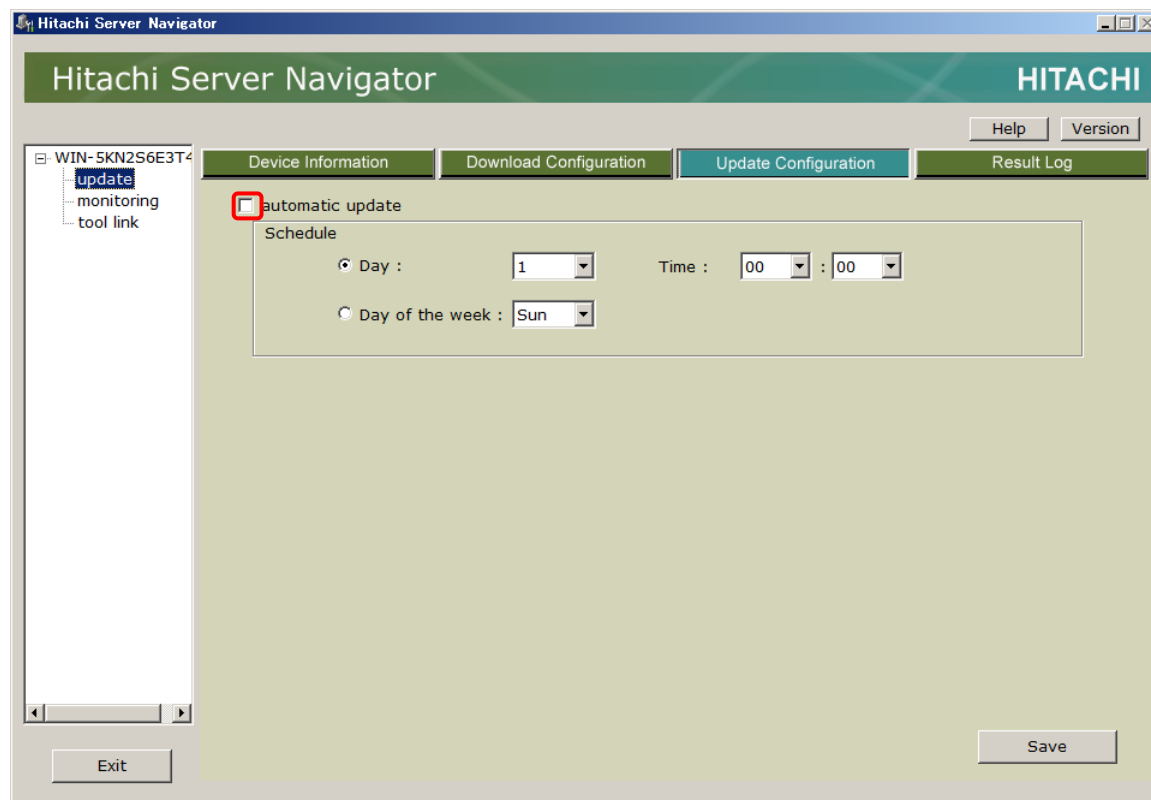 Hitachi Server Navigator
Hitachi Server Navigator
HITACHI
Help
Version
WIN-5KN2S6E3T4
update
monitoring
tool link
Device Information
Download Configuration
Update Configuration
Result Log
automatic update
Schedule
Day :
1
Time :
00
:
00
Day of the week :
Sun
Save
Exit